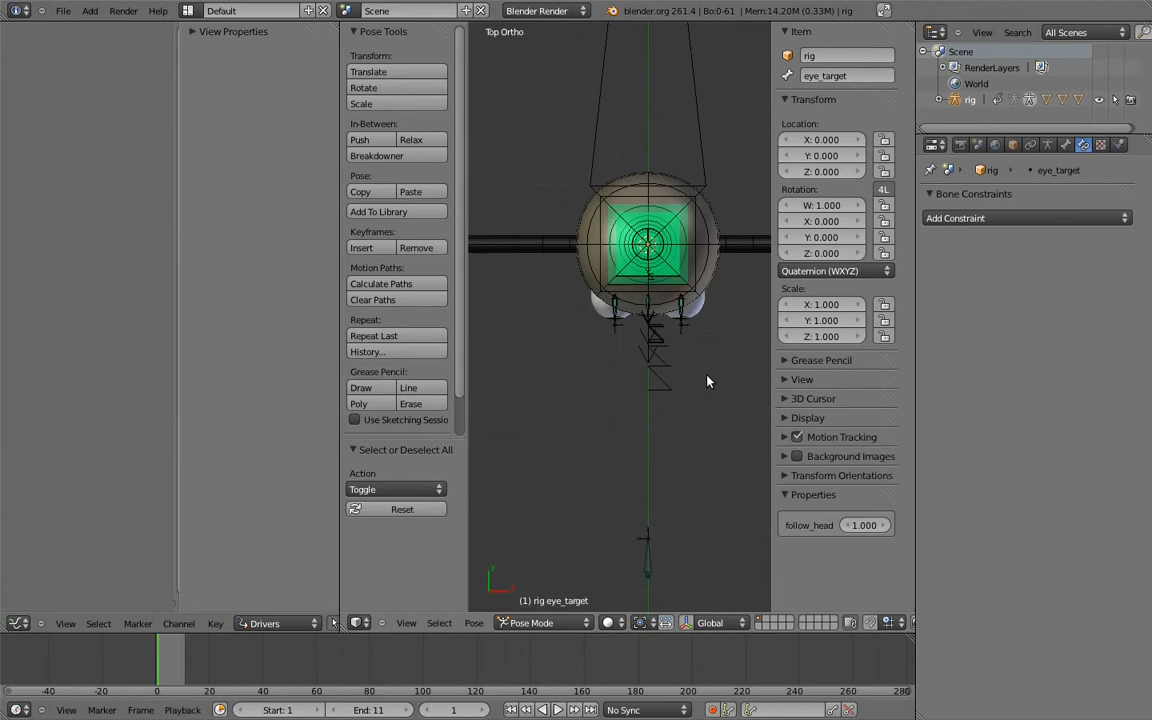 File Add Render Help Default Scene Blender Render blender.org 261.4 | Bo:0-61 | Mem:14.20M (0.33M) | rig
View Properties
Pose Tools
Transform:
Translate
Rotate
Scale
In-Between:
Push Relax
Breakdowner
Pose:
Copy Paste
Add To Library
Keyframes:
Insert Remove
Motion Paths:
Calculate Paths
Clear Paths
Repeat:
Repeat Last
History...
Grease Pencil:
Draw Line
Poly Erase
Use Sketching Sessio
Select or Deselect All
Action
Toggle
Reset
Top Ortho
Y
(1) rig eye_target
Item
rig
eye_target
Transform
Location:
X: 0.000
Y: 0.000
Z: 0.000
Rotation: 4L
W: 1.000
X: 0.000
Y: 0.000
Z: 0.000
Quaternion (WXYZ)
Scale:
X: 1.000
Y: 1.000
Z: 1.000
Grease Pencil
View
3D Cursor
Display
Motion Tracking
Background Images
Transform Orientations
Properties
follow_head 1.000
View Search All Scenes
Scene
RenderLayers
World
rig
rig eye_target
Bone Constraints
Add Constraint
View Select Marker Channel Key Drivers
View Select Pose Pose Mode Global
-40 -20 0 20 40 60 80 100 120 140 160 180 200 220 240 260 280
View Marker Frame Playback Start: 1 End: 11 1 No Sync